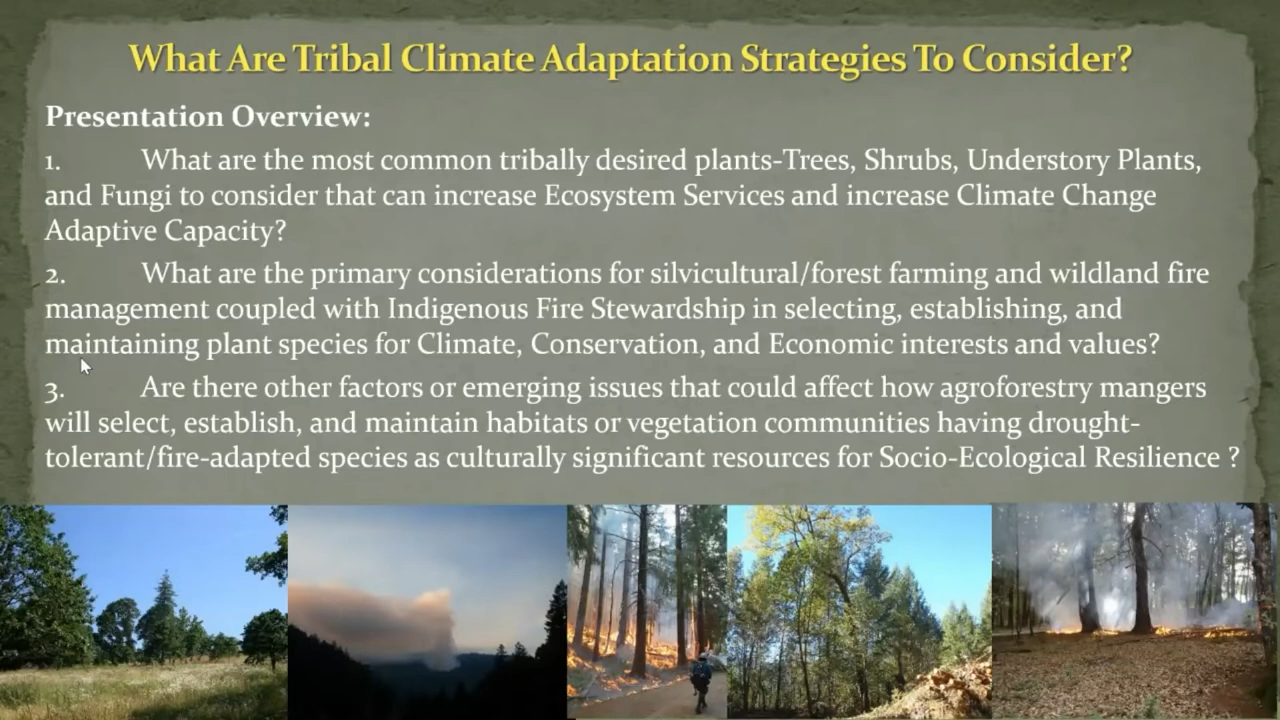 What Are Tribal Climate Adaptation Strategies To Consider?
Presentation Overview:
1. What are the most common tribally desired plants-Trees, Shrubs, Understory Plants,
and Fungi to consider that can increase Ecosystem Services and increase Climate Change
Adaptive Capacity?
2. What are the primary considerations for silvicultural/forest farming and wildland fire
management coupled with Indigenous Fire Stewardship in selecting, establishing, and
maintaining plant species for Climate, Conservation, and Economic interests and values?
3. Are there other factors or emerging issues that could affect how agroforestry mangers
will select, establish, and maintain habitats or vegetation communities having drought-
tolerant/fire-adapted species as culturally significant resources for Socio-Ecological Resilience ?